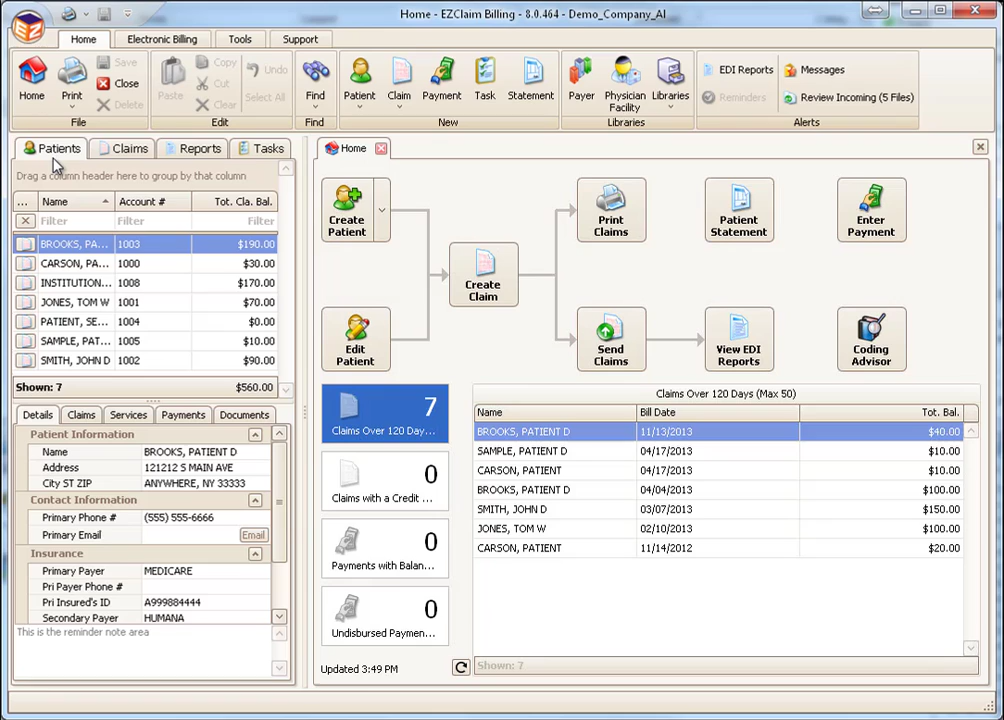 EZ
Home - EZClaim Billing - 8.0.464 - Demo_Company_AI
Home Electronic Billing Tools Support
Home Print Save Close Delete
Paste Copy Cut Clear Undo Select All
Find
Patient Claim Payment Task Statement
Payer Physician Facility Libraries
EDI Reports Messages
Reminders Review Incoming (5 Files)
File Edit Find New Libraries Alerts
Patients Claims Reports Tasks
Home
Drag a column header here to group by that column
... Name Account # Tot. Cla. Bal.
Filter Filter Filter
BROOKS, PA... 1003 $190.00
CARSON, PA... 1000 $30.00
INSTITUTION... 1008 $170.00
JONES, TOM W 1001 $70.00
PATIENT, SE... 1004 $0.00
SAMPLE, PAT... 1005 $10.00
SMITH, JOHN D 1002 $90.00
Shown: 7 $560.00
Details Claims Services Payments Documents
Patient Information
Name BROOKS, PATIENT D
Address 121212 S MAIN AVE
City ST ZIP ANYWHERE, NY 33333
Contact Information
Primary Phone # (555) 555-6666
Primary Email Email
Insurance
Primary Payer MEDICARE
Pri Payer Phone #
Pri Insured's ID A999884444
Secondary Payer HUMANA
This is the reminder note area
Create Patient
Print Claims
Patient Statement
Enter Payment
Create Claim
Edit Patient
Send Claims
View EDI Reports
Coding Advisor
7
Claims Over 120 Day...
0
Claims with a Credit ...
0
Payments with Balan...
0
Undisbursed Paymen...
Updated 3:49 PM
Claims Over 120 Days (Max 50)
Name Bill Date Tot. Bal.
BROOKS, PATIENT D 11/13/2013 $40.00
SAMPLE, PATIENT D 04/17/2013 $10.00
CARSON, PATIENT 04/17/2013 $10.00
BROOKS, PATIENT D 04/04/2013 $100.00
SMITH, JOHN D 03/07/2013 $150.00
JONES, TOM W 02/10/2013 $100.00
CARSON, PATIENT 11/14/2012 $20.00
Shown: 7